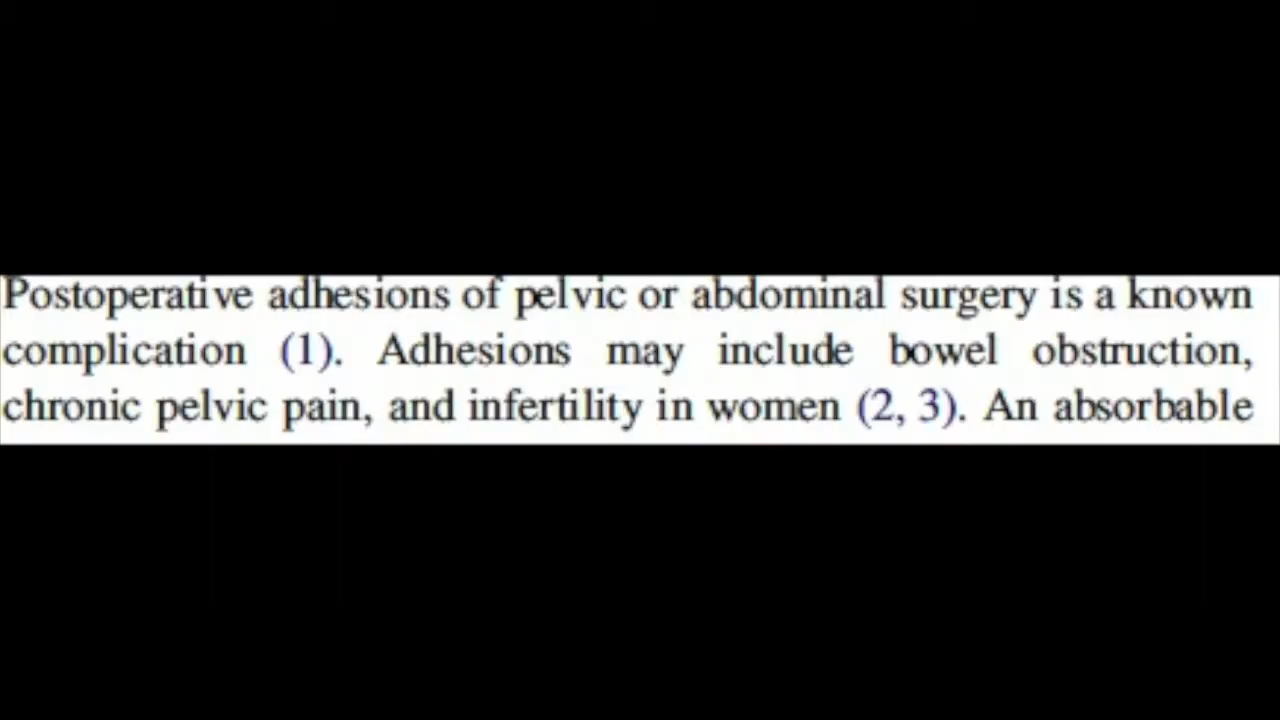 Postoperative adhesions of pelvic or abdominal surgery is a known
complication (1). Adhesions may include bowel obstruction,
chronic pelvic pain, and infertility in women (2, 3). An absorbable